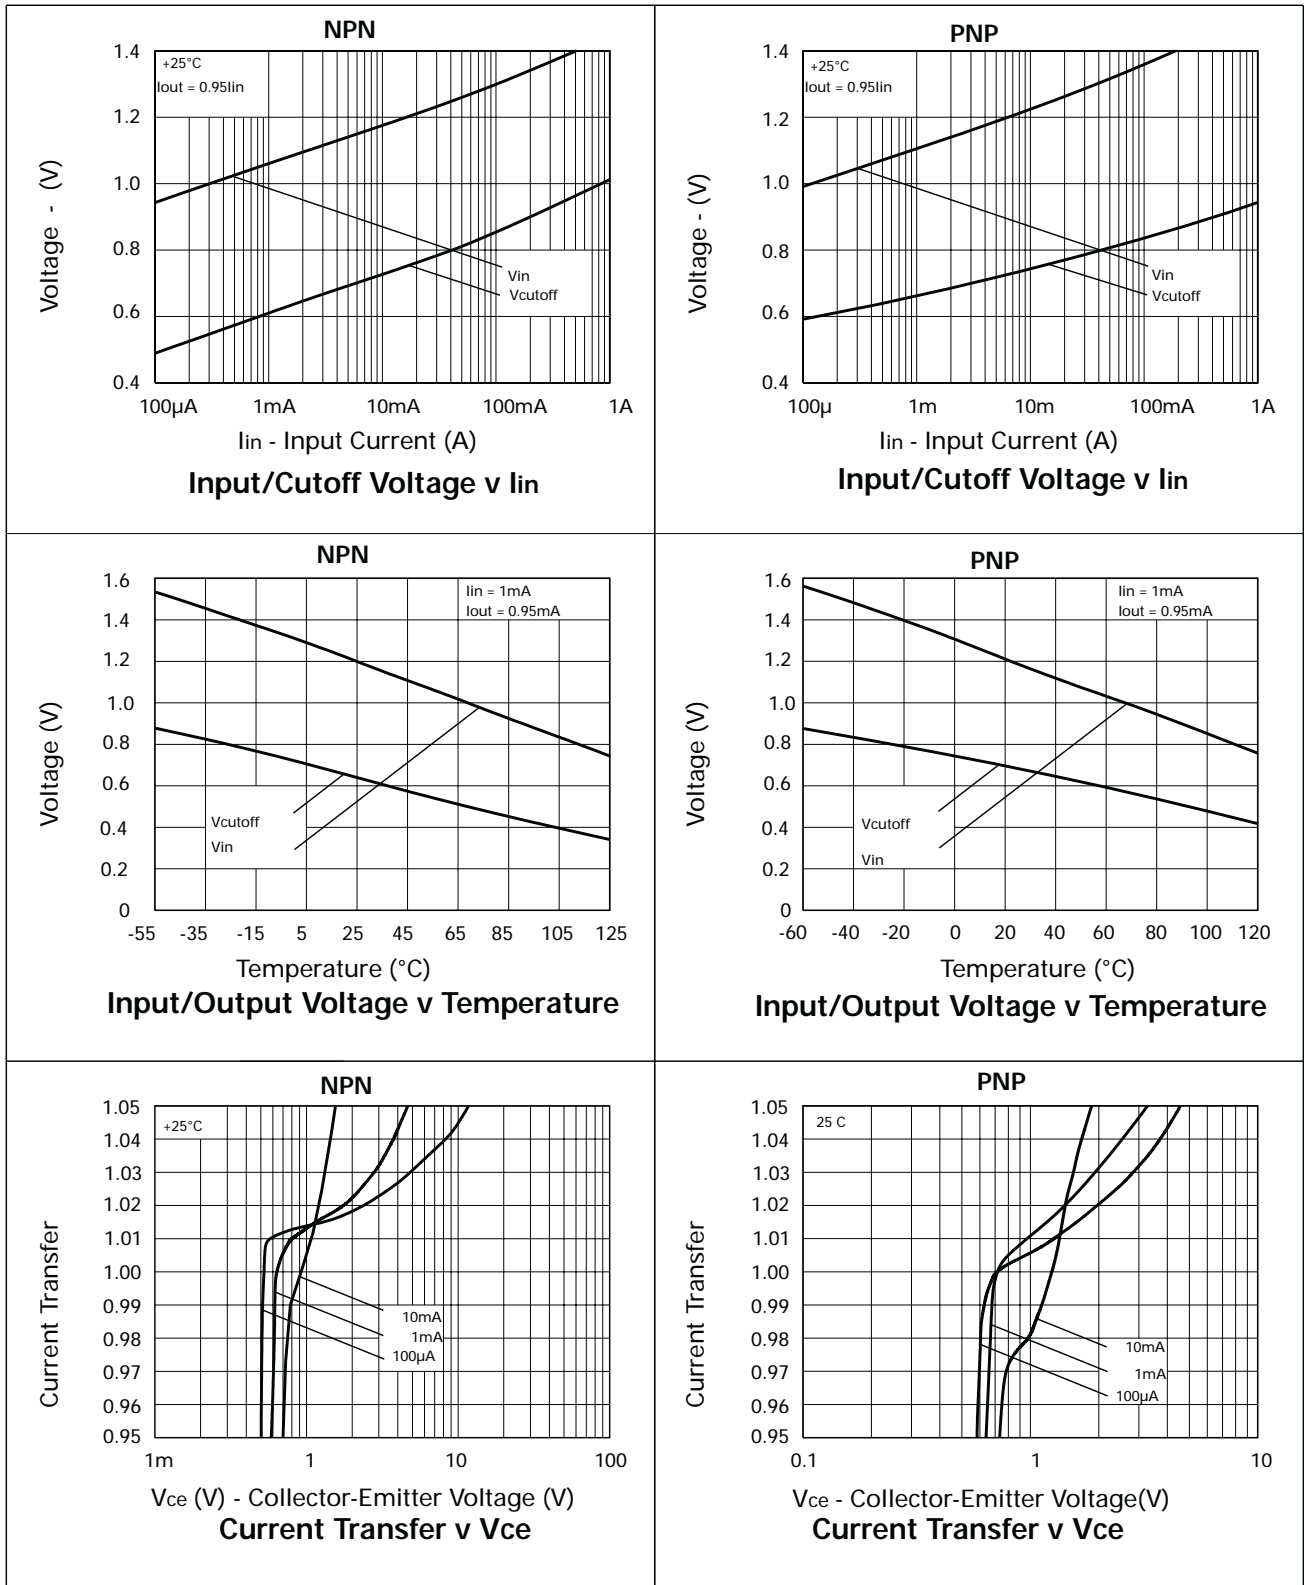 NPN
1.4
1.2
1.0
0.8
0.6
0.4
+25°C
Iout = 0.95Iin
Vin
Vcutoff
Voltage - (V)
100µA 1mA 10mA 100mA 1A
Iin - Input Current (A)
Input/Cutoff Voltage v Iin
PNP
1.4
1.2
1.0
0.8
0.6
0.4
+25°C
Iout = 0.95Iin
Vin
Vcutoff
Voltage - (V)
100µ 1m 10m 100mA 1A
Iin - Input Current (A)
Input/Cutoff Voltage v Iin
NPN
1.6
1.4
1.2
1.0
0.8
0.6
0.4
0.2
0
Iin = 1mA
Iout = 0.95mA
Vcutoff
Vin
Voltage (V)
-55 -35 -15 5 25 45 65 85 105 125
Temperature (°C)
Input/Output Voltage v Temperature
PNP
1.6
1.4
1.2
1.0
0.8
0.6
0.4
0.2
0
Iin = 1mA
Iout = 0.95mA
Vcutoff
Vin
Voltage (V)
-60 -40 -20 0 20 40 60 80 100 120
Temperature (°C)
Input/Output Voltage v Temperature
NPN
1.05
1.04
1.03
1.02
1.01
1.00
0.99
0.98
0.97
0.96
0.95
+25°C
10mA
1mA
100µA
Current Transfer
1m 1 10 100
Vce (V) - Collector-Emitter Voltage (V)
Current Transfer v Vce
PNP
1.05
1.04
1.03
1.02
1.01
1.00
0.99
0.98
0.97
0.96
0.95
25 C
10mA
1mA
100µA
Current Transfer
0.1 1 10
Vce - Collector-Emitter Voltage(V)
Current Transfer v Vce